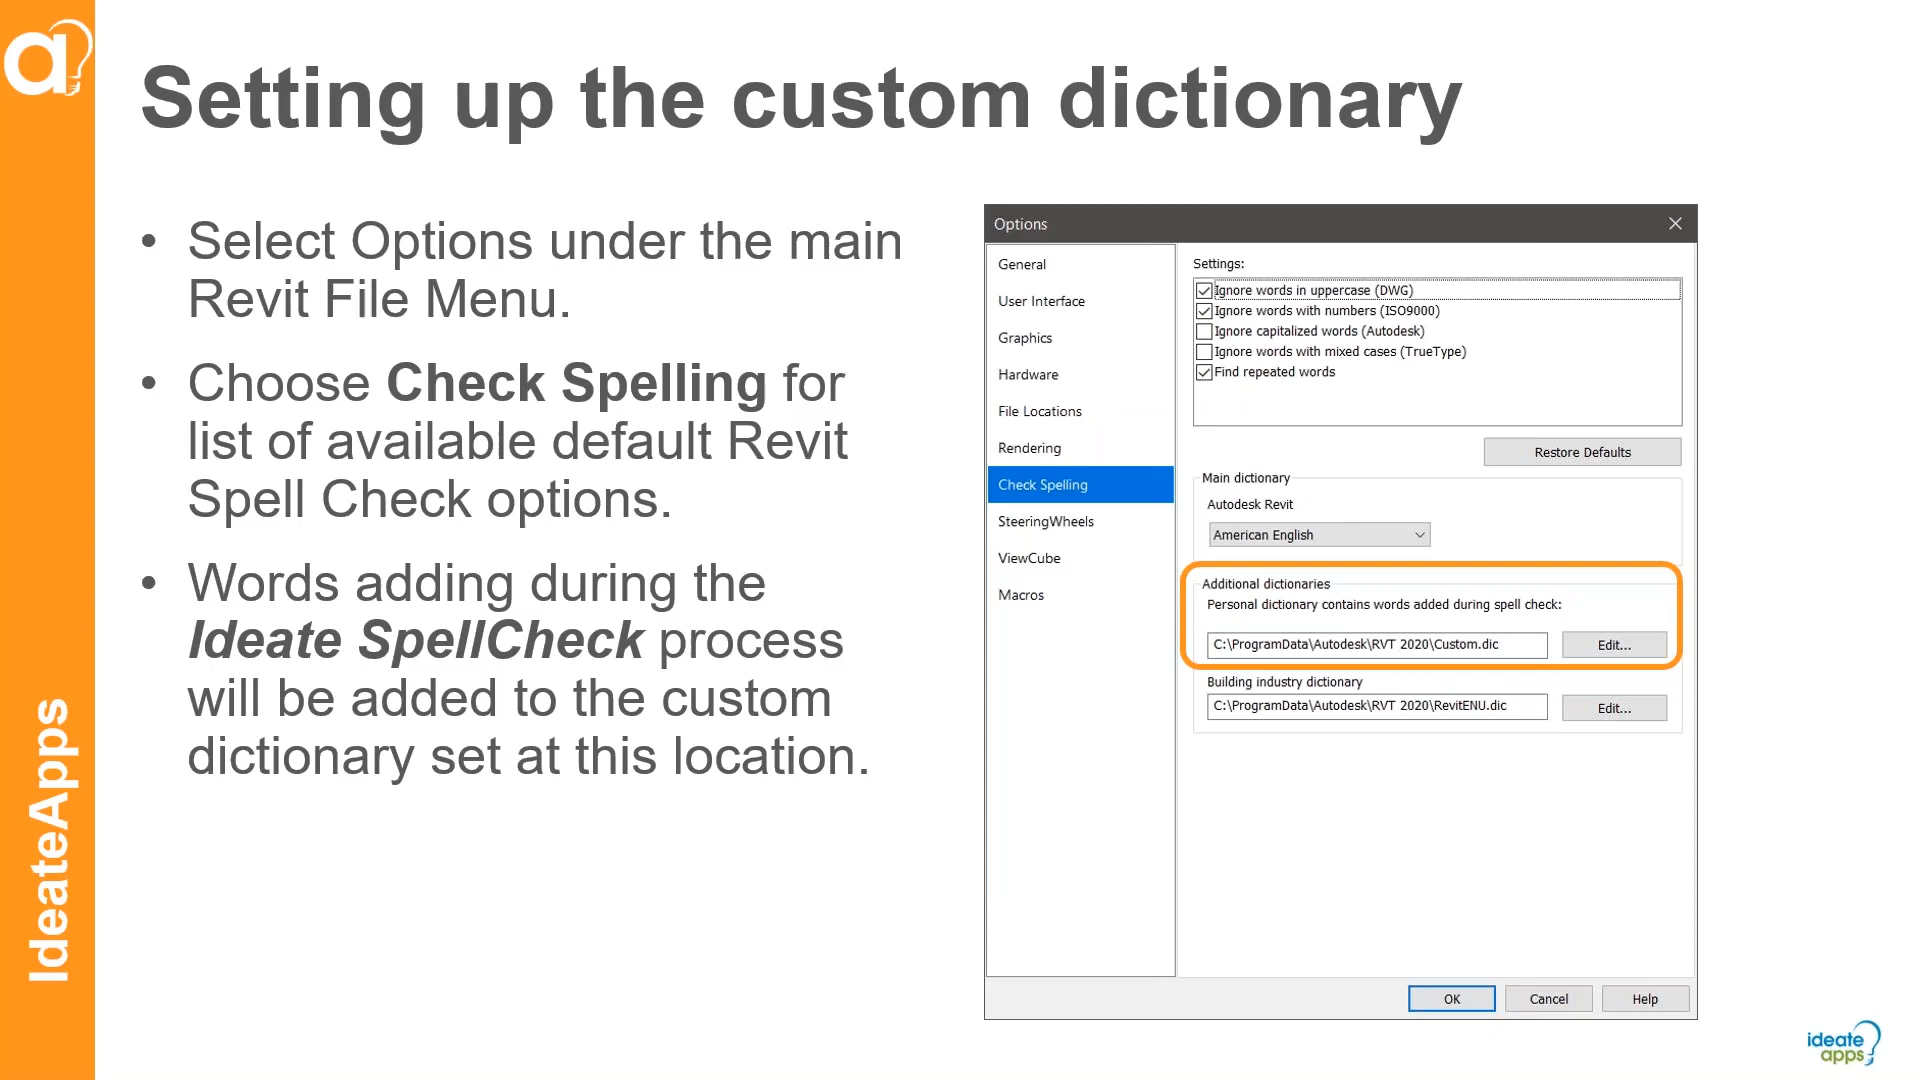 Setting up the custom dictionary
• Select Options under the main
Revit File Menu.
• Choose Check Spelling for
list of available default Revit
Spell Check options.
• Words adding during the
Ideate SpellCheck process
will be added to the custom
dictionary set at this location.
IdeateApps
Options
General
User Interface
Graphics
Hardware
File Locations
Rendering
Check Spelling
SteeringWheels
ViewCube
Macros
Settings:
Ignore words in uppercase (DWG)
Ignore words with numbers (ISO9000)
Ignore capitalized words (Autodesk)
Ignore words with mixed cases (TrueType)
Find repeated words
Restore Defaults
Main dictionary
Autodesk Revit
American English
Additional dictionaries
Personal dictionary contains words added during spell check:
C:\ProgramData\Autodesk\RVT 2020\Custom.dic Edit...
Building industry dictionary
C:\ProgramData\Autodesk\RVT 2020\RevitENU.dic Edit...
OK Cancel Help
ideate
apps